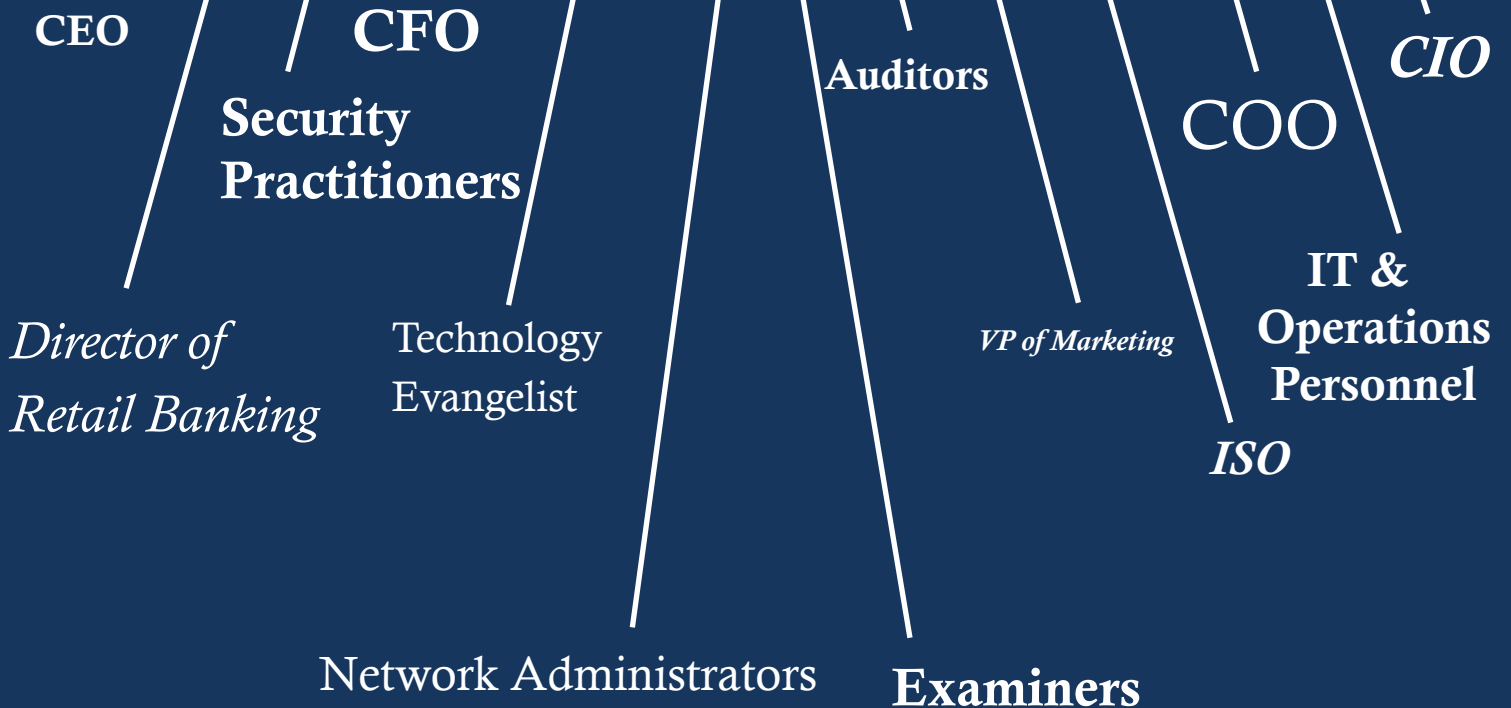 CEO
CFO
CIO
Auditors
Security
Practitioners
COO
IT &
Operations
Personnel
Director of
Retail Banking
Technology
Evangelist
VP of Marketing
ISO
Network Administrators
Examiners